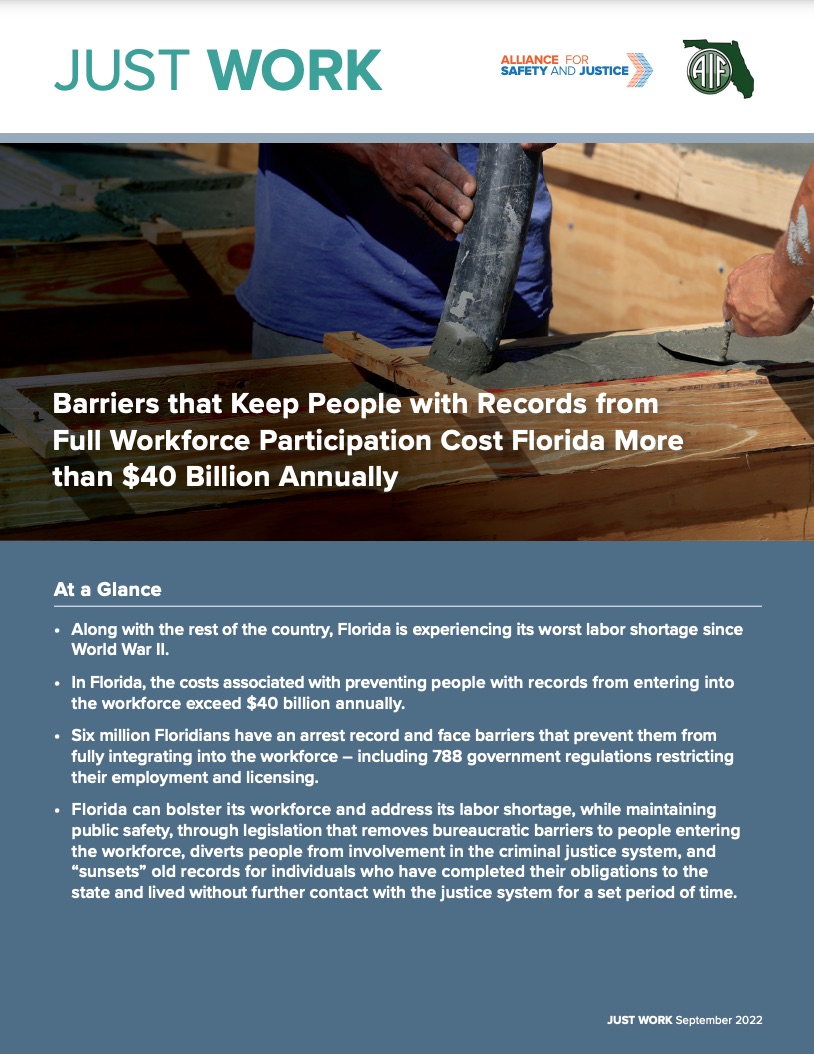 JUST WORK
ALLIANCE FOR
SAFETY AND JUSTICE
AIF
Barriers that Keep People with Records from
Full Workforce Participation Cost Florida More
than $40 Billion Annually
At a Glance
• Along with the rest of the country, Florida is experiencing its worst labor shortage since
World War II.
• In Florida, the costs associated with preventing people with records from entering into
the workforce exceed $40 billion annually.
• Six million Floridians have an arrest record and face barriers that prevent them from
fully integrating into the workforce – including 788 government regulations restricting
their employment and licensing.
• Florida can bolster its workforce and address its labor shortage, while maintaining
public safety, through legislation that removes bureaucratic barriers to people entering
the workforce, diverts people from involvement in the criminal justice system, and
“sunsets” old records for individuals who have completed their obligations to the
state and lived without further contact with the justice system for a set period of time.
JUST WORK September 2022